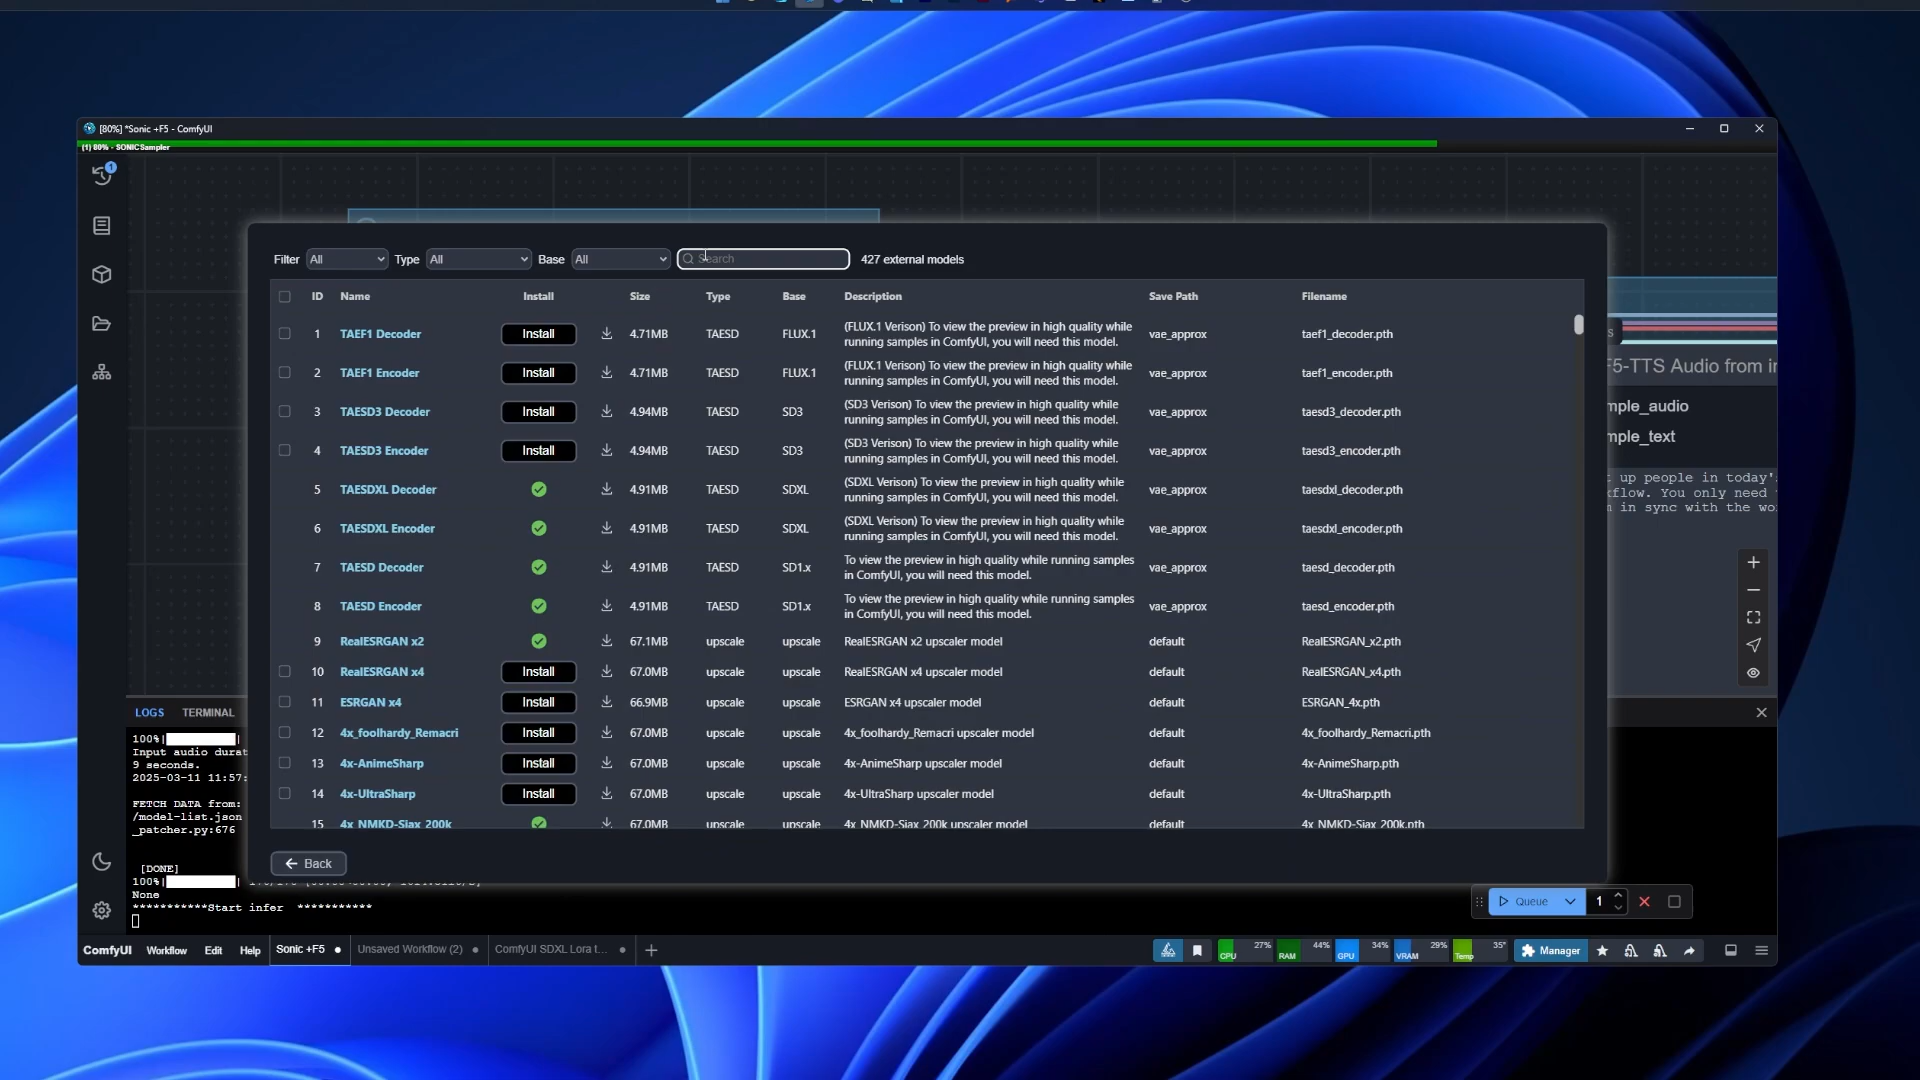 [80%] *Sonic +F5 - ComfyUI
(1) 80% - SONICSampler
1
Filter All Type All Base All Search 427 external models
ID Name Install Size Type Base Description Save Path Filename
1 TAEF1 Decoder Install 4.71MB TAESD FLUX.1 (FLUX.1 Verison) To view the preview in high quality while running samples in ComfyUI, you will need this model. vae_approx taef1_decoder.pth
2 TAEF1 Encoder Install 4.71MB TAESD FLUX.1 (FLUX.1 Verison) To view the preview in high quality while running samples in ComfyUI, you will need this model. vae_approx taef1_encoder.pth
3 TAESD3 Decoder Install 4.94MB TAESD SD3 (SD3 Verison) To view the preview in high quality while running samples in ComfyUI, you will need this model. vae_approx taesd3_decoder.pth
4 TAESD3 Encoder Install 4.94MB TAESD SD3 (SD3 Verison) To view the preview in high quality while running samples in ComfyUI, you will need this model. vae_approx taesd3_encoder.pth
5 TAESDXL Decoder 4.91MB TAESD SDXL (SDXL Verison) To view the preview in high quality while running samples in ComfyUI, you will need this model. vae_approx taesdxl_decoder.pth
6 TAESDXL Encoder 4.91MB TAESD SDXL (SDXL Verison) To view the preview in high quality while running samples in ComfyUI, you will need this model. vae_approx taesdxl_encoder.pth
7 TAESD Decoder 4.91MB TAESD SD1.x To view the preview in high quality while running samples in ComfyUI, you will need this model. vae_approx taesd_decoder.pth
8 TAESD Encoder 4.91MB TAESD SD1.x To view the preview in high quality while running samples in ComfyUI, you will need this model. vae_approx taesd_encoder.pth
9 RealESRGAN x2 67.1MB upscale upscale RealESRGAN x2 upscaler model default RealESRGAN_x2.pth
10 RealESRGAN x4 Install 67.0MB upscale upscale RealESRGAN x4 upscaler model default RealESRGAN_x4.pth
11 ESRGAN x4 Install 66.9MB upscale upscale ESRGAN x4 upscaler model default ESRGAN_4x.pth
12 4x_foolhardy_Remacri Install 67.0MB upscale upscale 4x_foolhardy_Remacri upscaler model default 4x_foolhardy_Remacri.pth
13 4x-AnimeSharp Install 67.0MB upscale upscale 4x-AnimeSharp upscaler model default 4x-AnimeSharp.pth
14 4x-UltraSharp Install 67.0MB upscale upscale 4x-UltraSharp upscaler model default 4x-UltraSharp.pth
15 4x_NMKD-Siax_200k 67.0MB upscale upscale 4x_NMKD-Siax_200k upscaler model default 4x_NMKD-Siax_200k.pth
Back
F5-TTS Audio from in
mple_audio
mple_text
t up people in today'
flow. You only need
in sync with the wo
LOGS TERMINAL
100%|
Input audio durat
9 seconds.
2025-03-11 11:57:
FETCH DATA from:
/model-list.json
_patcher.py:676
[DONE]
100%|
None
***********Start infer ***********
Queue 1
ComfyUI Workflow Edit Help Sonic +F5 Unsaved Workflow (2) ComfyUI SDXL Lora t...
CPU 27% RAM 44% GPU 34% VRAM 29% Temp 35° Manager